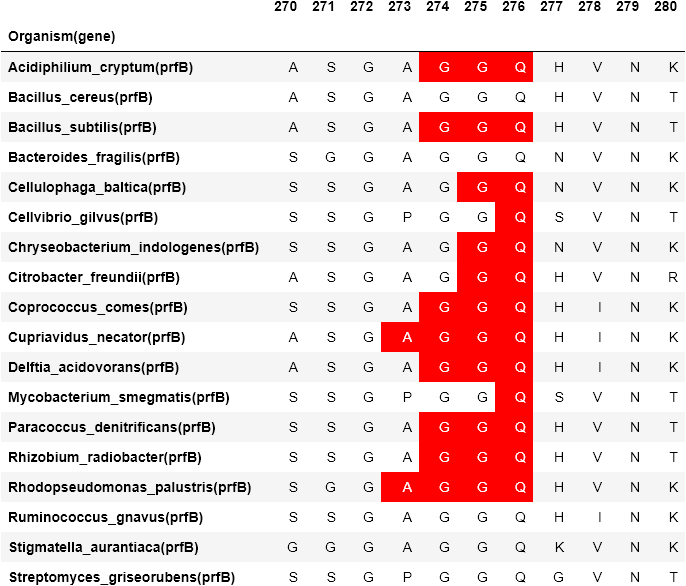 270 271 272 273 274 275 276 277 278 279 280
Organism(gene)
Acidiphilium_cryptum(prfB) A S G A G G Q H V N K
Bacillus_cereus(prfB) A S G A G G Q H V N T
Bacillus_subtilis(prfB) A S G A G G Q H V N T
Bacteroides_fragilis(prfB) S G G A G G Q N V N K
Cellulophaga_baltica(prfB) S S G A G G Q N V N K
Cellvibrio_gilvus(prfB) S S G P G G Q S V N T
Chryseobacterium_indologenes(prfB) S S G A G G Q N V N K
Citrobacter_freundii(prfB) A S G A G G Q H V N R
Coprococcus_comes(prfB) S S G A G G Q H I N K
Cupriavidus_necator(prfB) A S G A G G Q H I N K
Delftia_acidovorans(prfB) A S G A G G Q H I N K
Mycobacterium_smegmatis(prfB) S S G P G G Q S V N T
Paracoccus_denitrificans(prfB) S S G A G G Q H V N T
Rhizobium_radiobacter(prfB) S S G A G G Q H V N T
Rhodopseudomonas_palustris(prfB) S G G A G G Q H V N K
Ruminococcus_gnavus(prfB) S S G A G G Q H I N K
Stigmatella_aurantiaca(prfB) G G G A G G Q K V N K
Streptomyces_griseorubens(prfB) S S G P G G Q G V N T